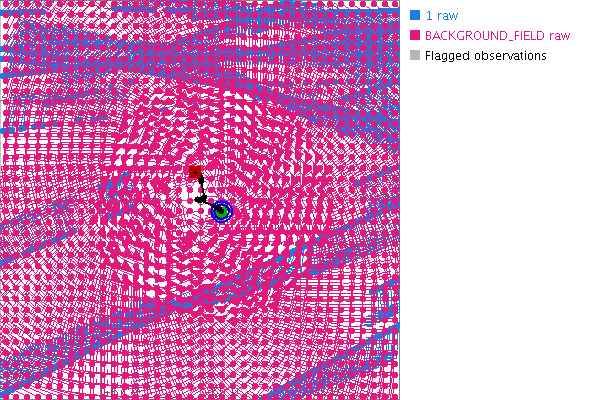 1 raw
BACKGROUND_FIELD raw
Flagged observations